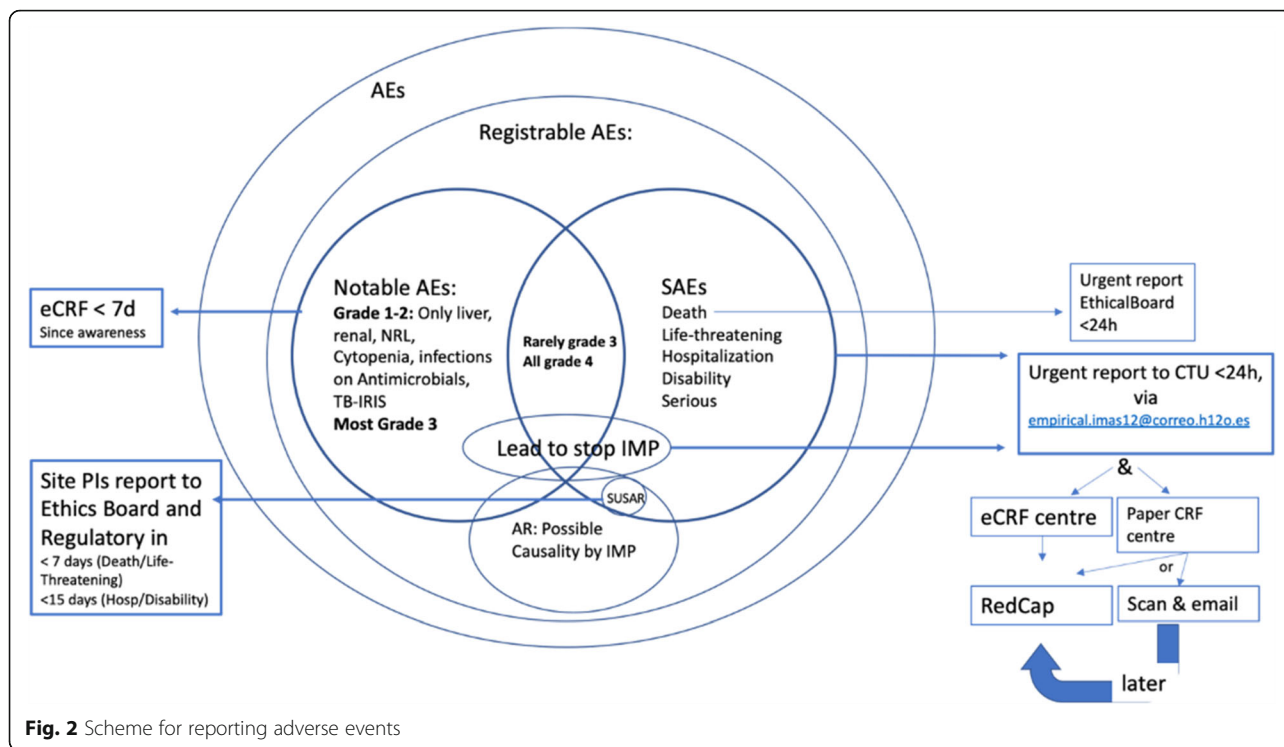 AEs
Registrable AEs:
Notable AEs:
Grade 1-2: Only liver,
renal, NRL,
Cytopenia, infections
on Antimicrobials,
TB-IRIS
Most Grade 3
Rarely grade 3
All grade 4
SAEs
Death
Life-threatening
Hospitalization
Disability
Serious
Lead to stop IMP
SUSAR
AR: Possible
Causality by IMP
eCRF < 7d
Since awareness
Site PIs report to
Ethics Board and
Regulatory in
< 7 days (Death/Life-
Threatening)
<15 days (Hosp/Disability)
Urgent report
EthicalBoard
<24h
Urgent report to CTU <24h,
via
empirical.imas12@correo.h12o.es
&
eCRF centre
Paper CRF
centre
or
RedCap
Scan & email
later
Fig. 2 Scheme for reporting adverse events